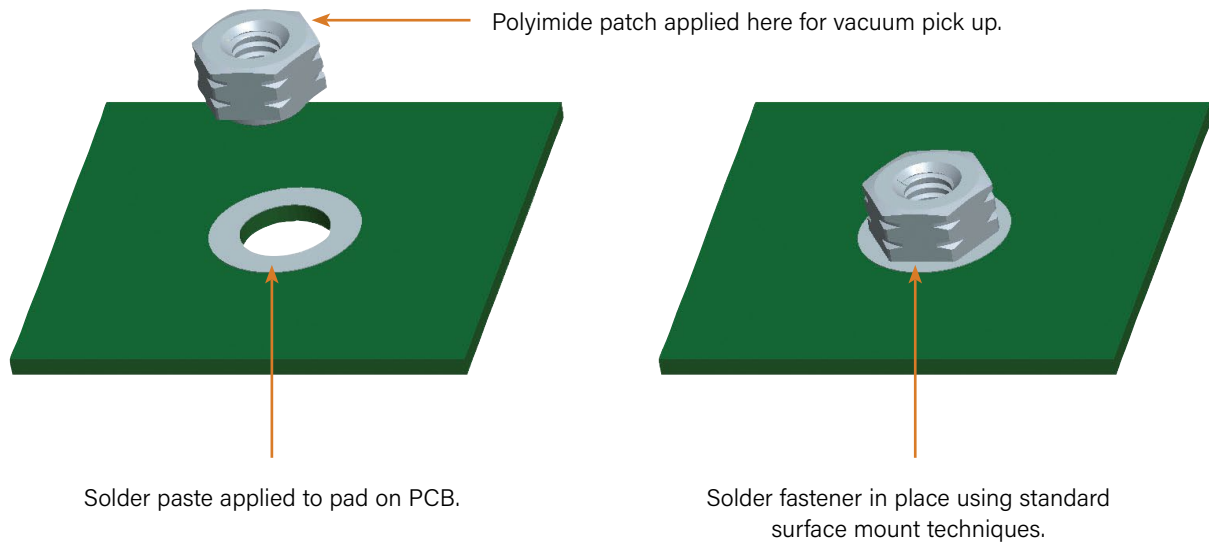 Polyimide patch applied here for vacuum pick up.
Solder paste applied to pad on PCB.
Solder fastener in place using standard
surface mount techniques.